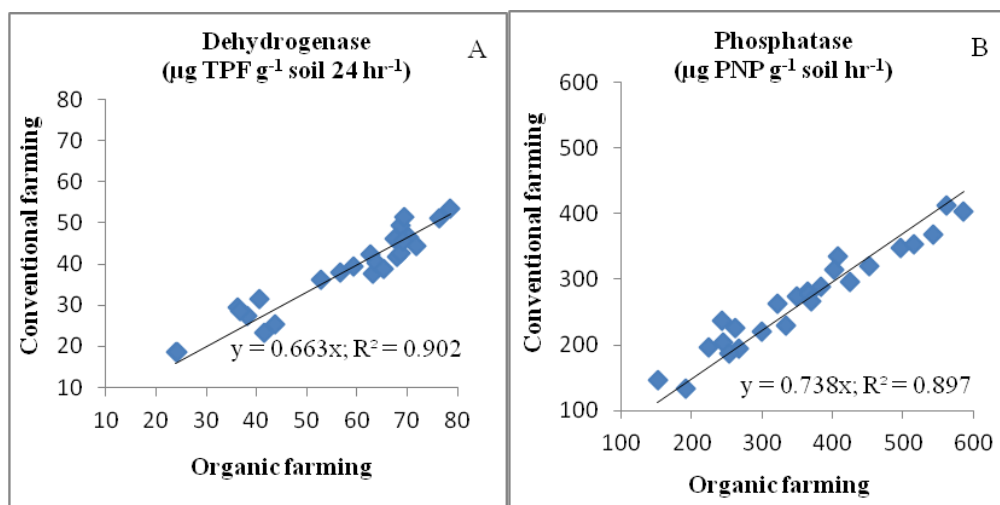 Dehydrogenase
(µg TPF g⁻¹ soil 24 hr⁻¹)
A
Conventional farming
80
70
60
50
40
30
20
10
y = 0.663x; R² = 0.902
10 20 30 40 50 60 70 80
Organic farming
Phosphatase
(µg PNP g⁻¹ soil hr⁻¹)
B
Conventional farming
600
500
400
300
200
100
y = 0.738x; R² = 0.897
100 200 300 400 500 600
Organic farming